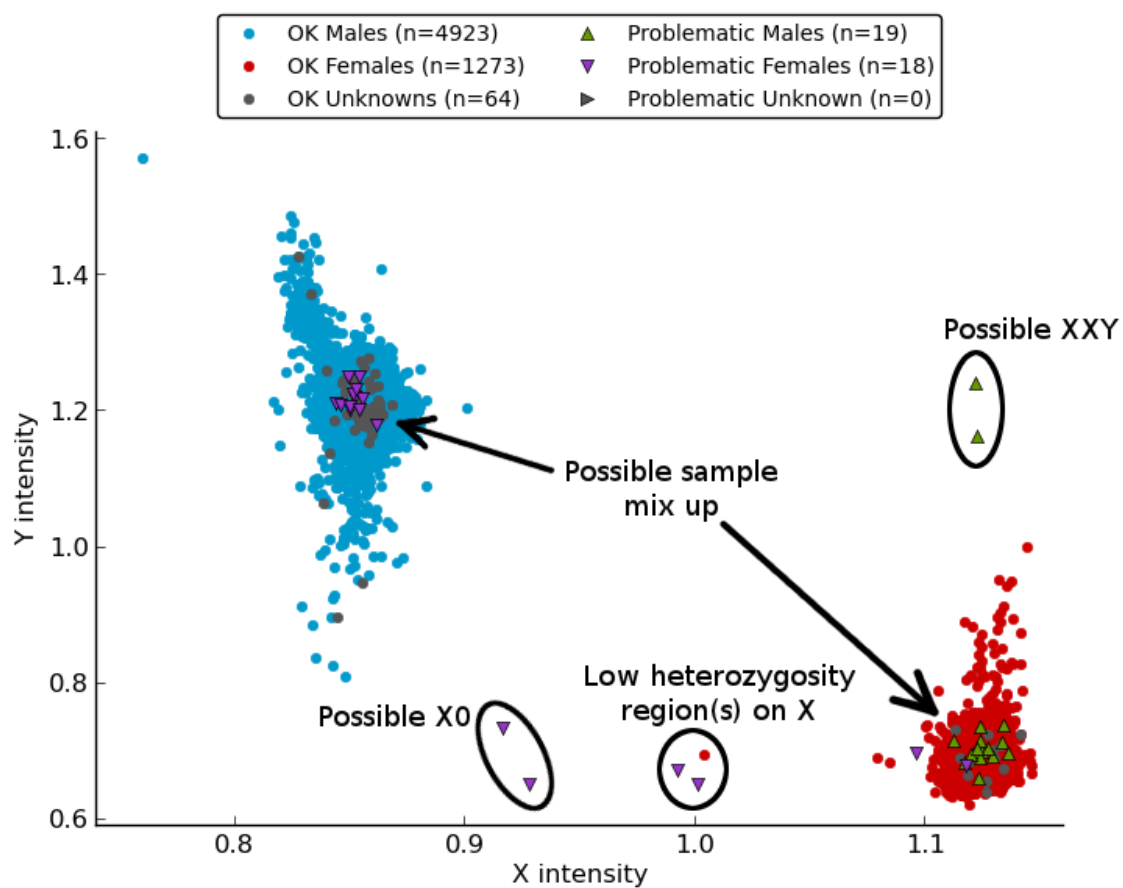 OK Males (n=4923)
OK Females (n=1273)
OK Unknowns (n=64)
Problematic Males (n=19)
Problematic Females (n=18)
Problematic Unknown (n=0)
1.6
1.4
1.2
1.0
0.8
0.6
Y intensity
Possible XXY
Possible sample
mix up
Low heterozygosity
region(s) on X
Possible X0
0.8
0.9
1.0
1.1
X intensity